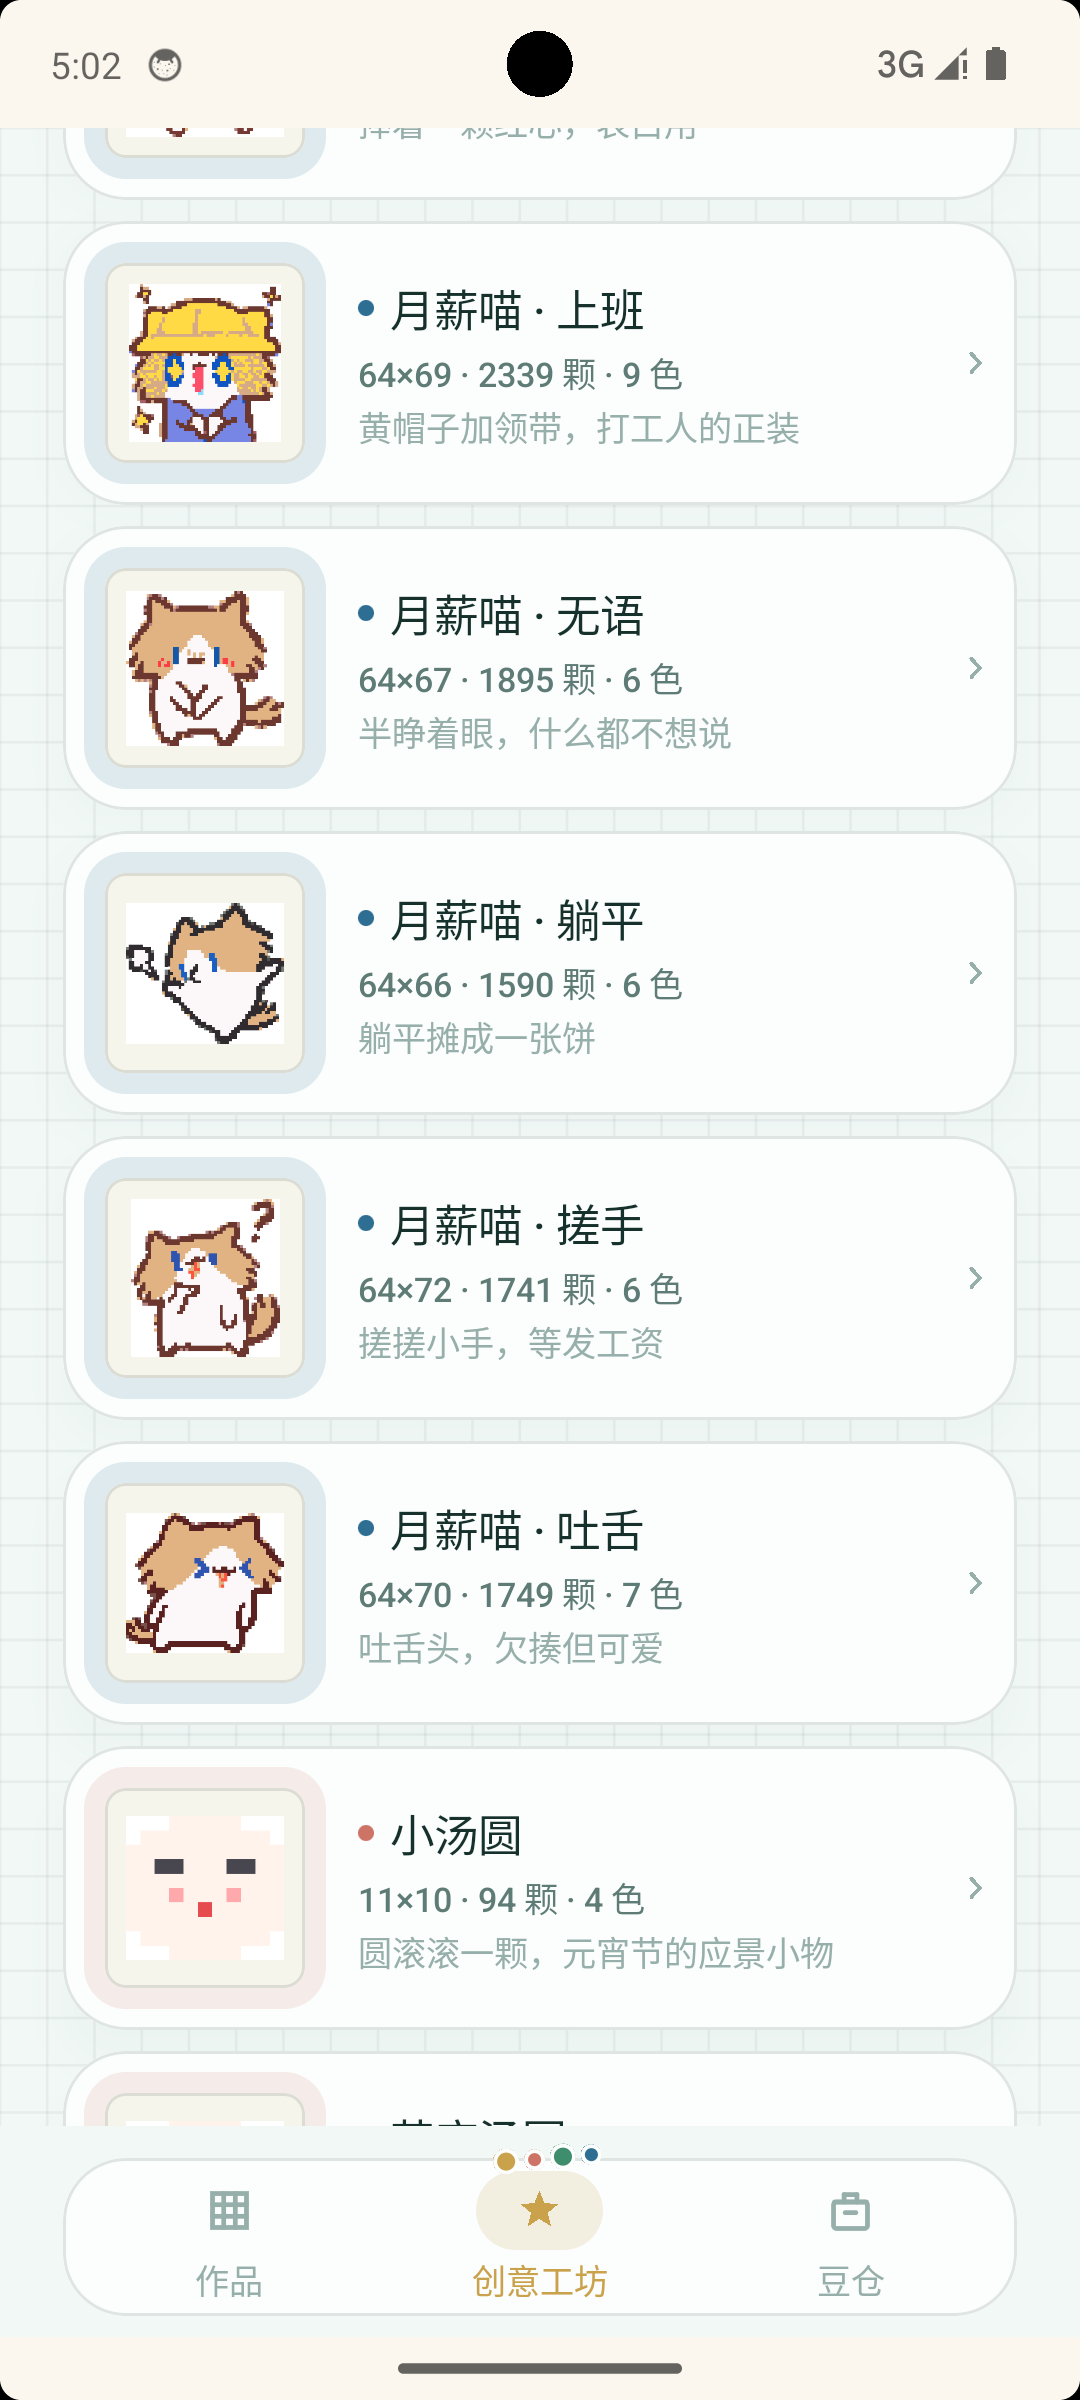 5:02
3G
月薪喵 · 上班
64×69 · 2339 颗 · 9 色
黄帽子加领带，打工人的正装
月薪喵 · 无语
64×67 · 1895 颗 · 6 色
半睁着眼，什么都不想说
月薪喵 · 躺平
64×66 · 1590 颗 · 6 色
躺平摊成一张饼
月薪喵 · 搓手
64×72 · 1741 颗 · 6 色
搓搓小手，等发工资
月薪喵 · 吐舌
64×70 · 1749 颗 · 7 色
吐舌头，欠揍但可爱
小汤圆
11×10 · 94 颗 · 4 色
圆滚滚一颗，元宵节的应景小物
作品
创意工坊
豆仓